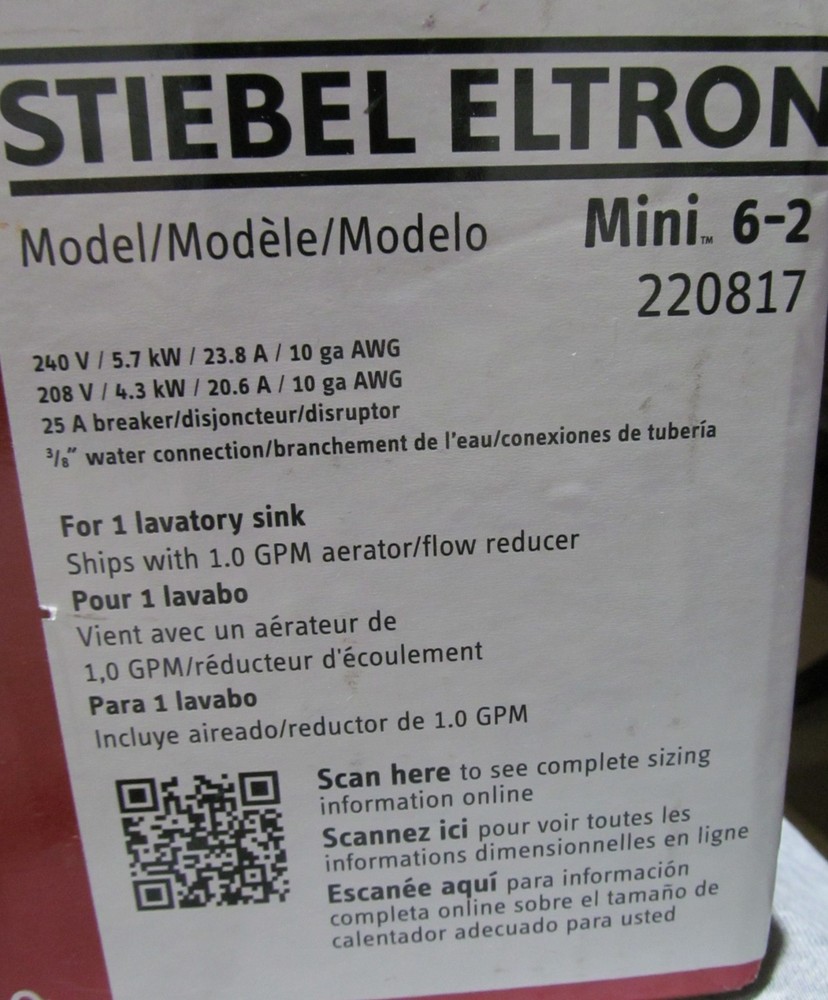 STIEBEL ELTRON
Model/Modèle/Modelo Mini™ 6-2
220817
240 V / 5.7 kW / 23.8 A / 10 ga AWG
208 V / 4.3 kW / 20.6 A / 10 ga AWG
25 A breaker/disjoncteur/disruptor
3/8" water connection/branchement de l'eau/conexiones de tubería
For 1 lavatory sink
Ships with 1.0 GPM aerator/flow reducer
Pour 1 lavabo
Vient avec un aérateur de
1,0 GPM/réducteur d'écoulement
Para 1 lavabo
Incluye aireado/reductor de 1.0 GPM
Scan here to see complete sizing
information online
Scannez ici pour voir toutes les
informations dimensionnelles en ligne
Escanée aquí para información
completa online sobre el tamaño de
calentador adecuado para usted